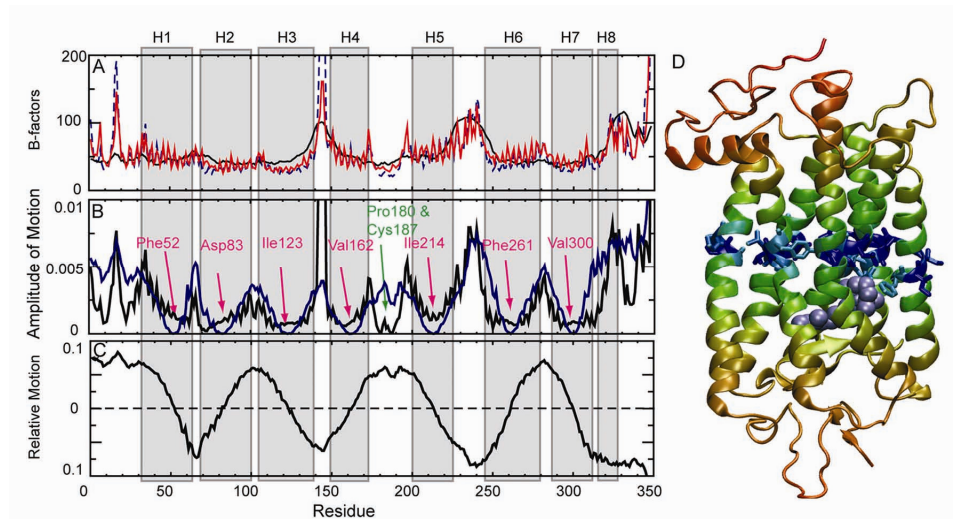 H1 H2 H3 H4 H5 H6 H7 H8
A
200
100
0
B-factors
B
0.01
0.005
0
Amplitude of Motion
Phe52
Asp83
Ile123
Val162
Pro180 &
Cys187
Ile214
Phe261
Val300
C
0.1
0
0.1
Relative Motion
0 50 100 150 200 250 300 350
Residue
D